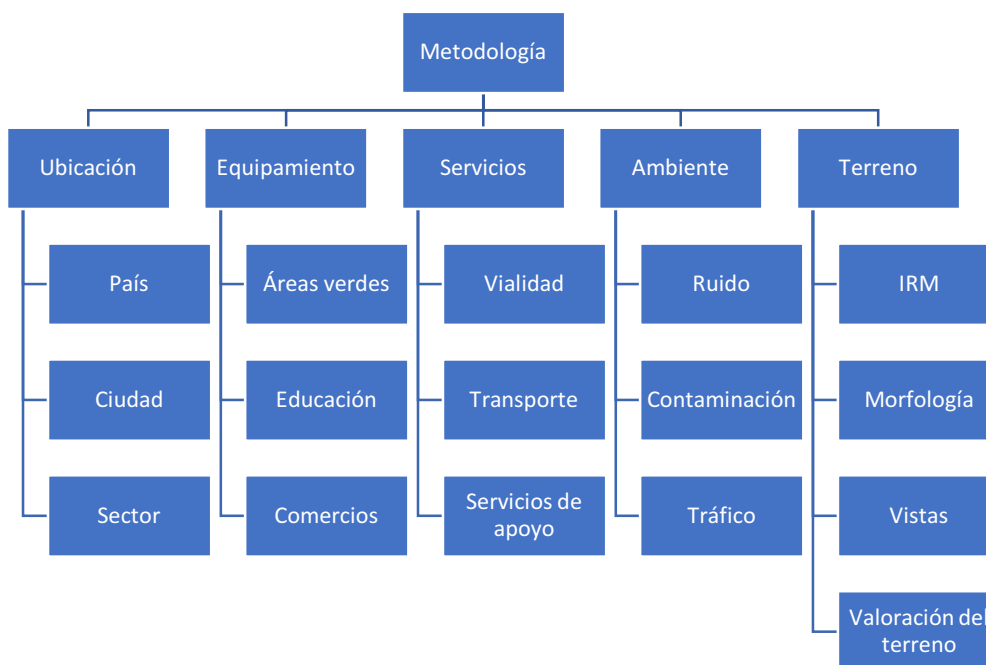 Metodología
Ubicación
Equipamiento
Servicios
Ambiente
Terreno
País
Áreas verdes
Vialidad
Ruido
IRM
Ciudad
Educación
Transporte
Contaminación
Morfología
Sector
Comercios
Servicios de
apoyo
Tráfico
Vistas
Valoración del
terreno